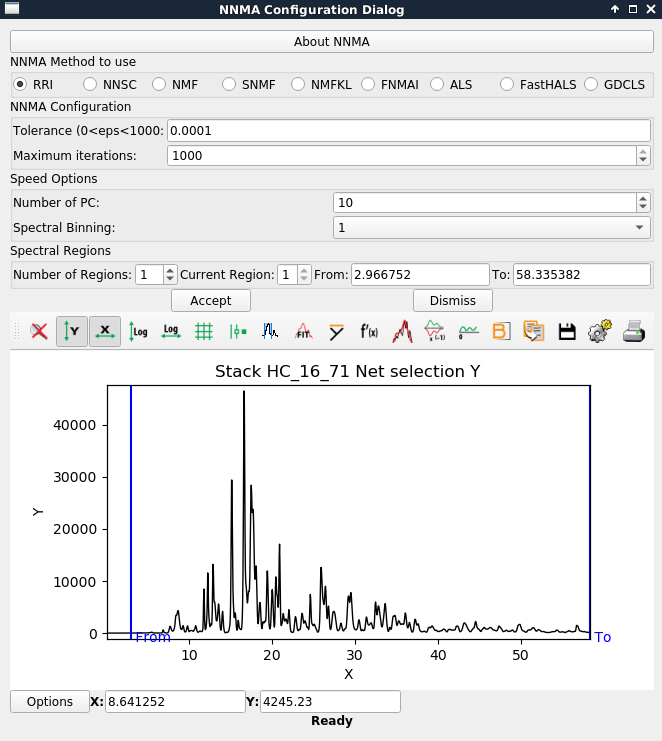 NNMA Configuration Dialog
About NNMA
NNMA Method to use
RRI NNSC NMF SNMF NMFKL FNMAI ALS FastHALS GDCLS
NNMA Configuration
Tolerance (0<eps<1000: 0.0001
Maximum iterations: 1000
Speed Options
Number of PC: 10
Spectral Binning: 1
Spectral Regions
Number of Regions: 1 Current Region: 1 From: 2.966752 To: 58.335382
Accept Dismiss
Y X Log Log FIT f'(x) x (-1) 0 B
Stack HC_16_71 Net selection Y
40000
30000
Y
20000
10000
0
From To
10 20 30 40 50
X
Options X: 8.641252 Y: 4245.23
Ready